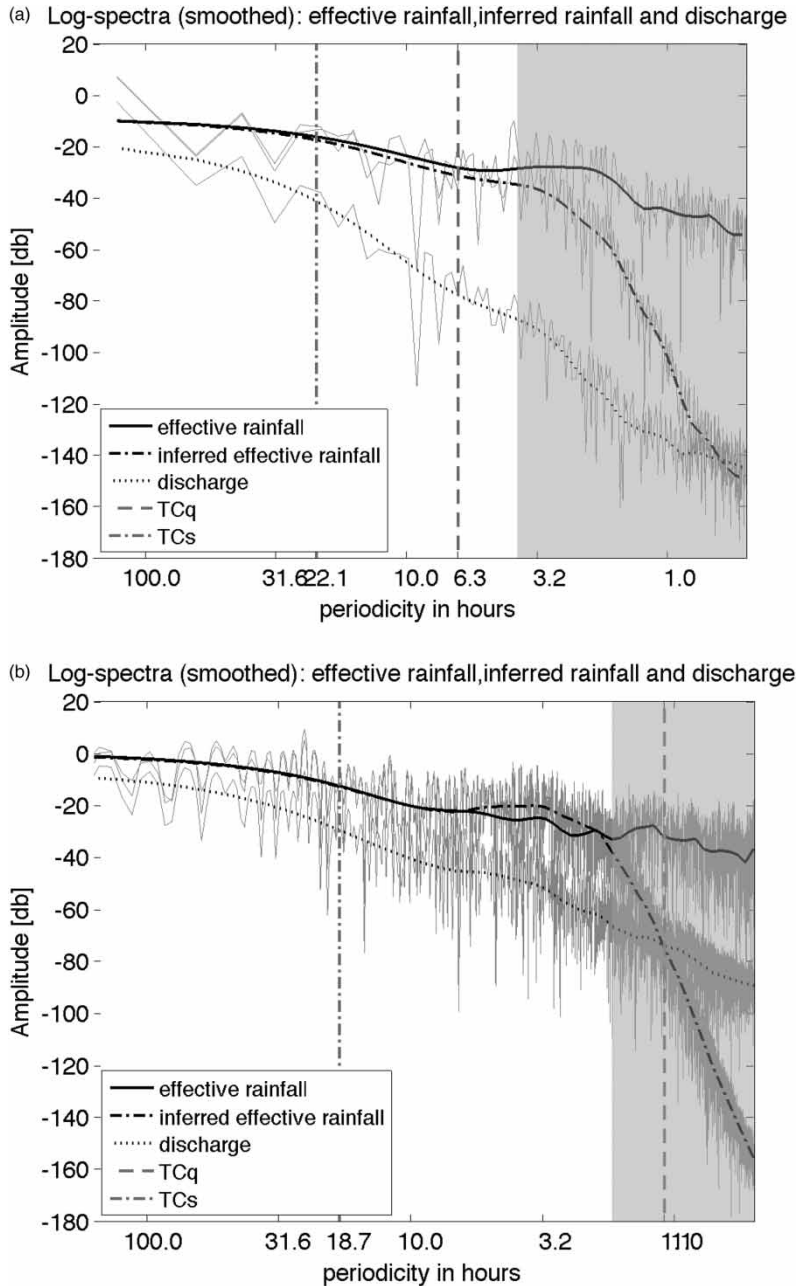 (a) Log-spectra (smoothed): effective rainfall,inferred rainfall and discharge
20
0
-20
-40
-60
-80
-100
-120
-140
-160
-180
Amplitude [db]
effective rainfall
inferred effective rainfall
discharge
TCq
TCs
100.0 31.6 22.1 10.0 6.3 3.2 1.0
periodicity in hours
(b) Log-spectra (smoothed): effective rainfall,inferred rainfall and discharge
20
0
-20
-40
-60
-80
-100
-120
-140
-160
-180
Amplitude [db]
effective rainfall
inferred effective rainfall
discharge
TCq
TCs
100.0 31.6 18.7 10.0 3.2
periodicity in hours